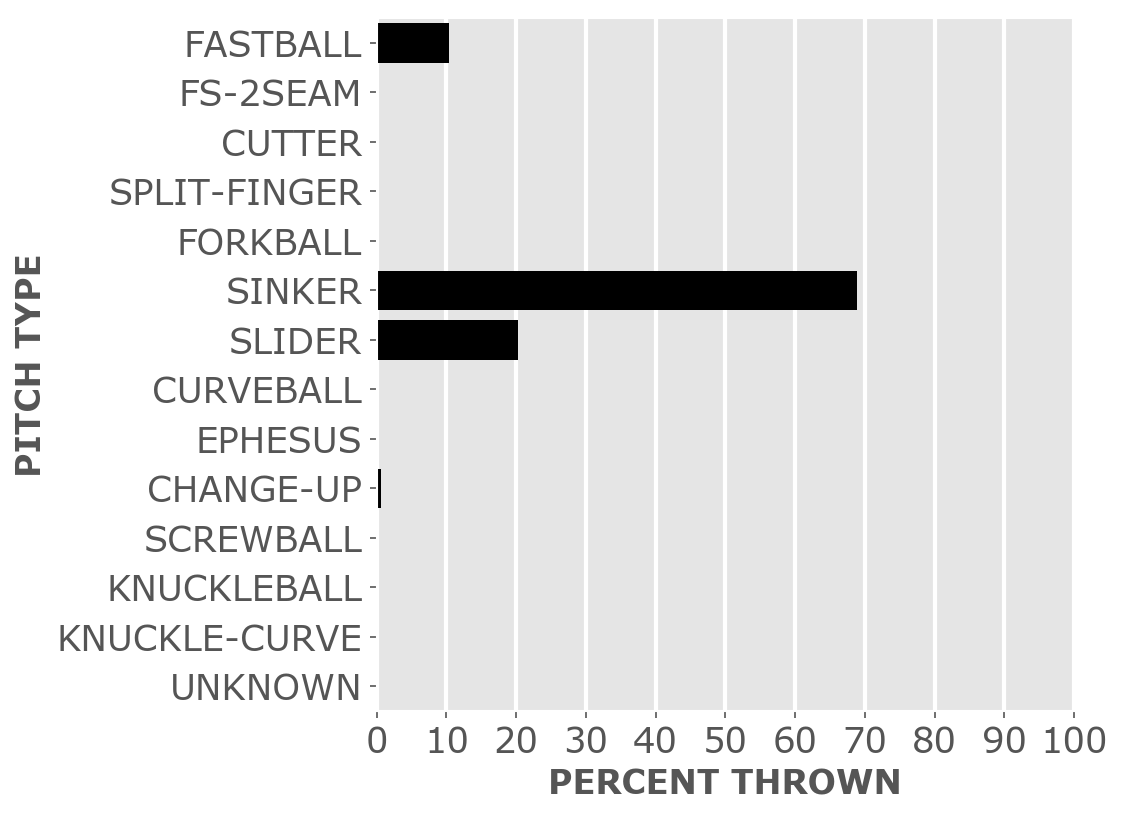 FASTBALL
FS-2SEAM
CUTTER
SPLIT-FINGER
FORKBALL
SINKER
SLIDER
CURVEBALL
EPHESUS
CHANGE-UP
SCREWBALL
KNUCKLEBALL
KNUCKLE-CURVE
UNKNOWN
PITCH TYPE
0 10 20 30 40 50 60 70 80 90 100
PERCENT THROWN